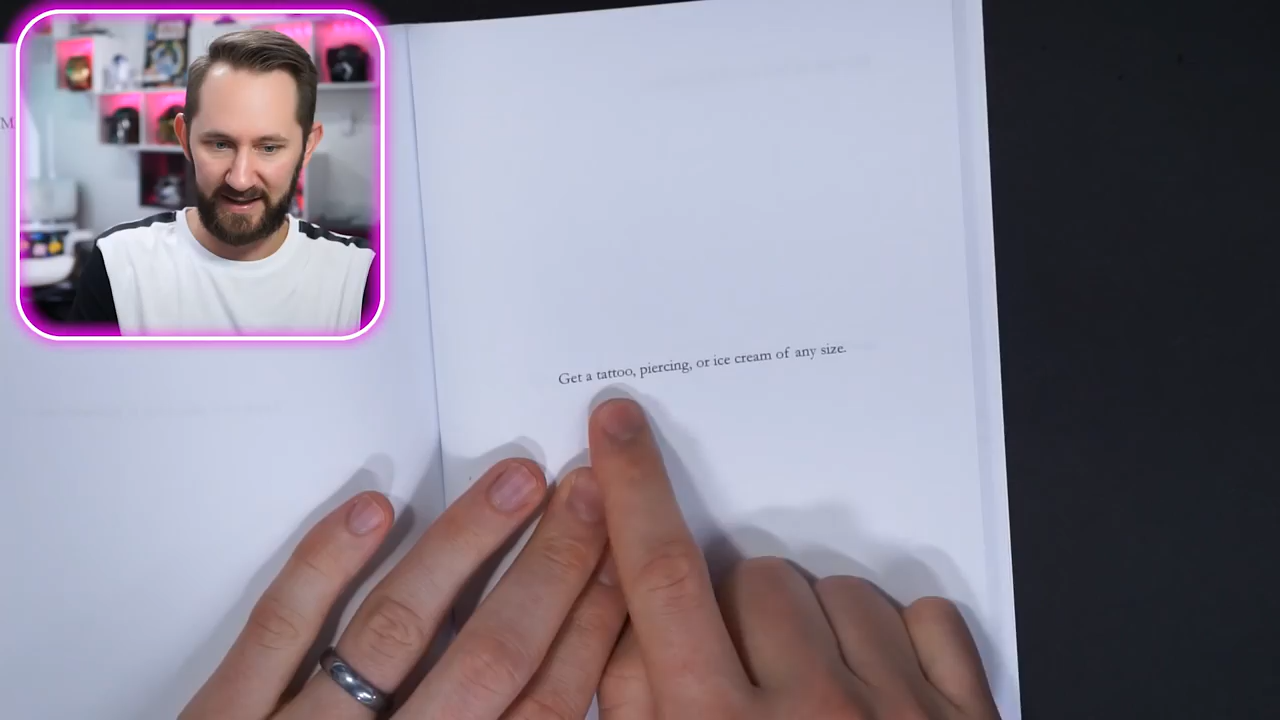 M
Get a tattoo, piercing, or ice cream of any size.